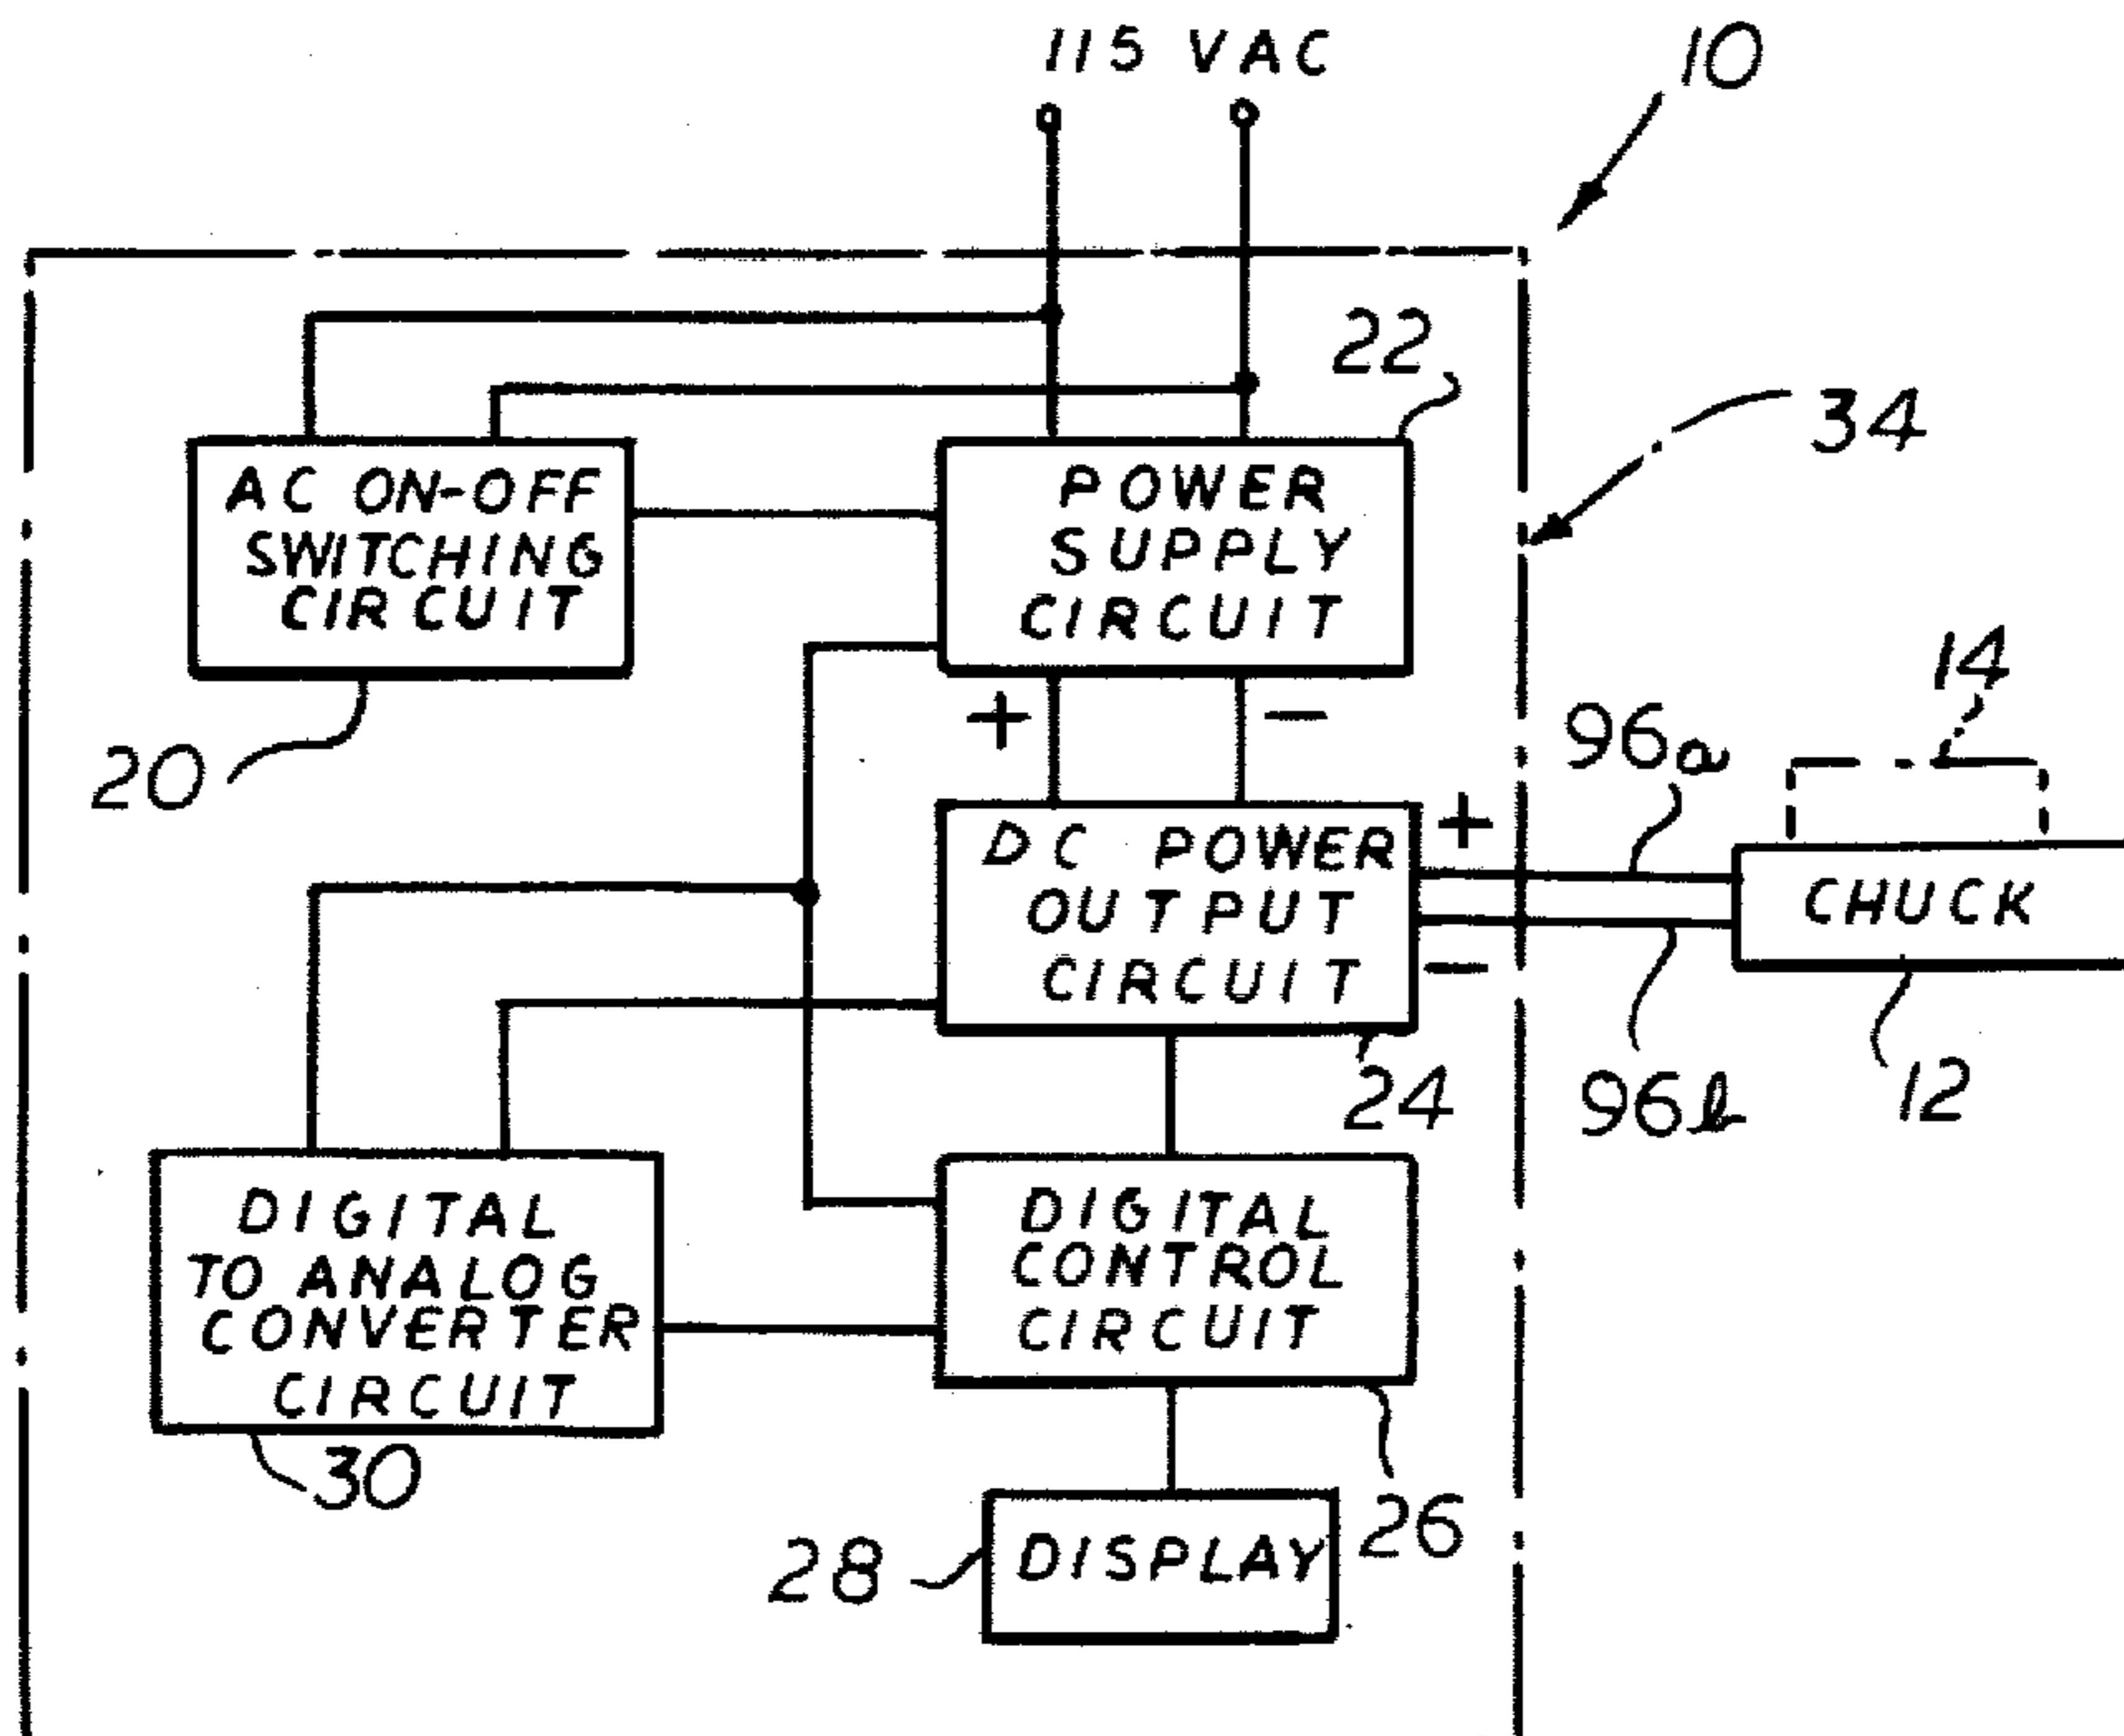 115 VAC
10
22
34
AC ON-OFF
SWITCHING
CIRCUIT
POWER
SUPPLY
CIRCUIT
14
20
+
−
96a
+
DC POWER
OUTPUT
CIRCUIT
−
CHUCK
24
96b
12
DIGITAL
TO ANALOG
CONVERTER
CIRCUIT
DIGITAL
CONTROL
CIRCUIT
30
26
28
DISPLAY